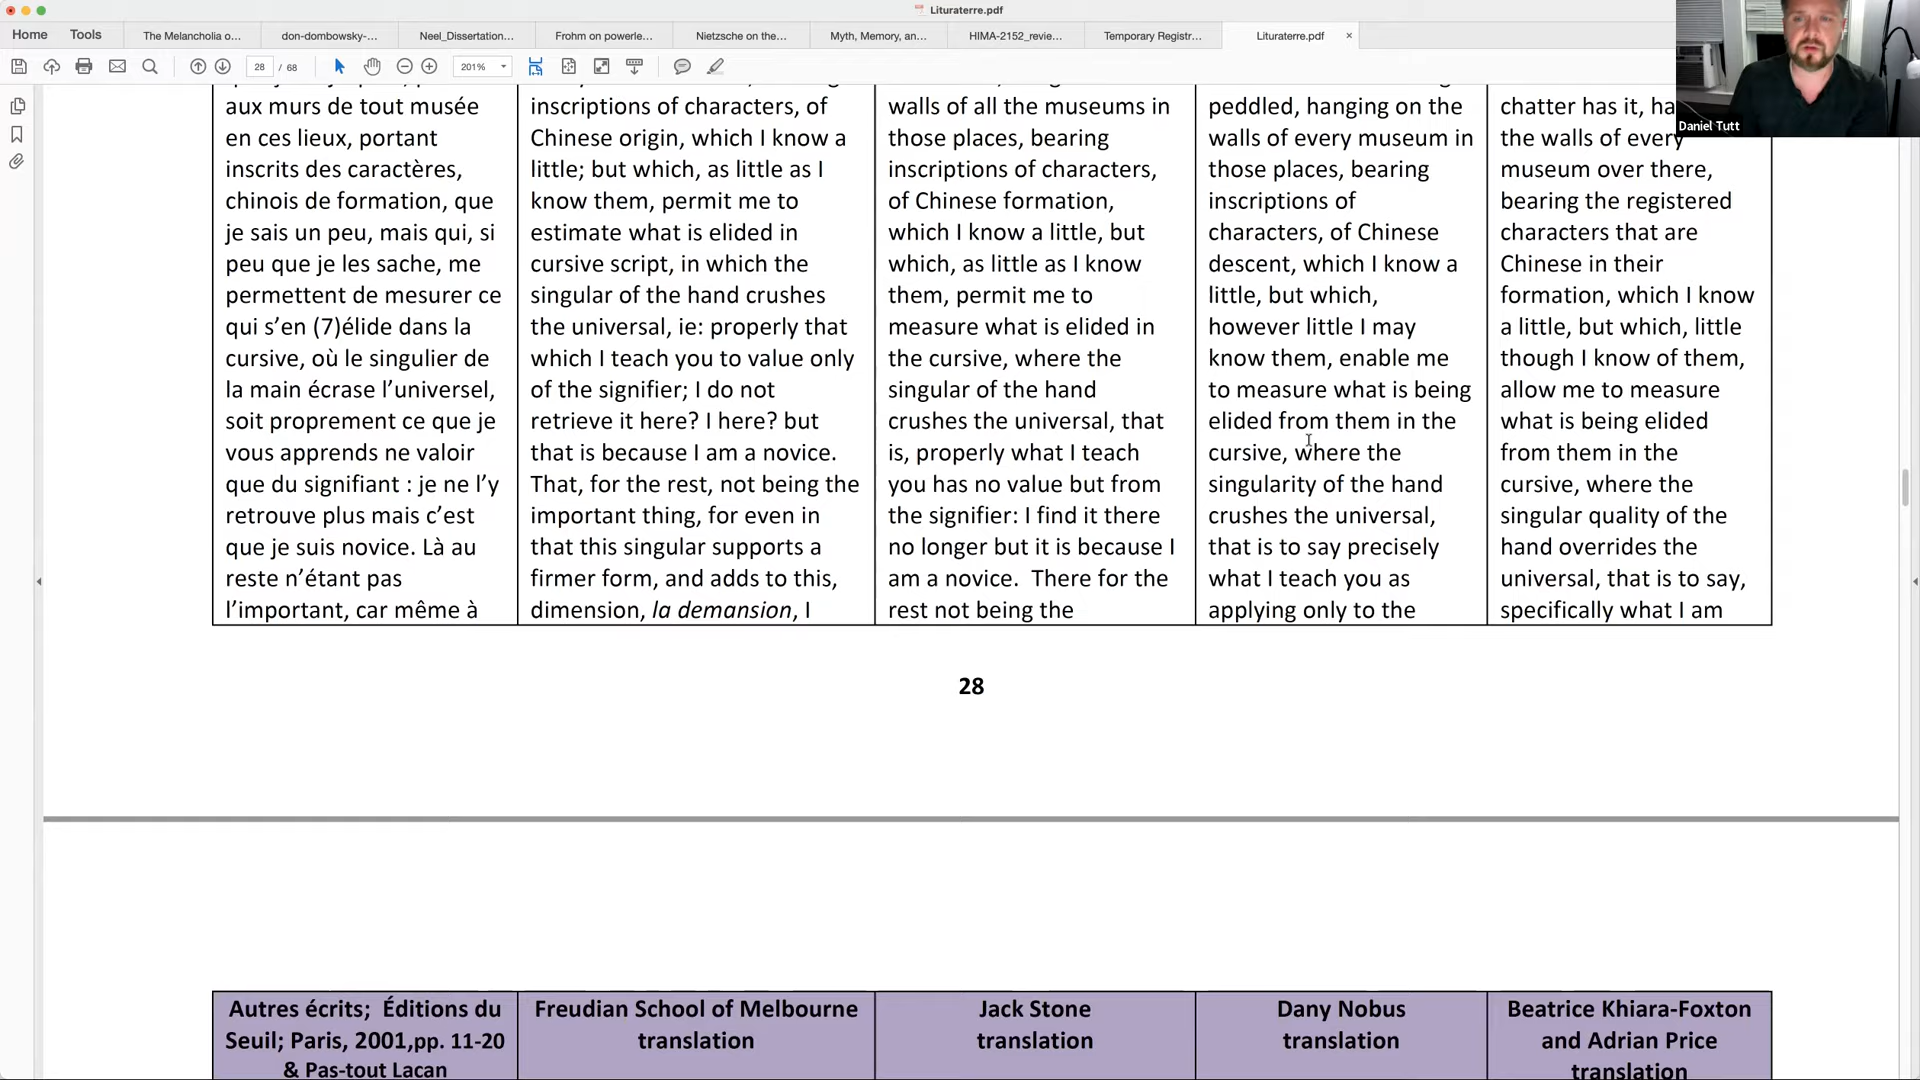 Lituraterre.pdf
Home Tools The Melancholia o... don-dombowsky-... Neel_Dissertation... Frohm on powerle... Nietzsche on the... Myth, Memory, an... HIMA-2152_revie... Temporary Registr... Lituraterre.pdf ×
28 / 68 201%
Daniel Tutt
aux murs de tout musée
en ces lieux, portant
inscrits des caractères,
chinois de formation, que
je sais un peu, mais qui, si
peu que je les sache, me
permettent de mesurer ce
qui s’en (7)élide dans la
cursive, où le singulier de
la main écrase l’universel,
soit proprement ce que je
vous apprends ne valoir
que du signifiant : je ne l’y
retrouve plus mais c’est
que je suis novice. Là au
reste n’étant pas
l’important, car même à
inscriptions of characters, of
Chinese origin, which I know a
little; but which, as little as I
know them, permit me to
estimate what is elided in
cursive script, in which the
singular of the hand crushes
the universal, ie: properly that
which I teach you to value only
of the signifier; I do not
retrieve it here? I here? but
that is because I am a novice.
That, for the rest, not being the
important thing, for even in
that this singular supports a
firmer form, and adds to this,
dimension, la demansion, I
walls of all the museums in
those places, bearing
inscriptions of characters,
of Chinese formation,
which I know a little, but
which, as little as I know
them, permit me to
measure what is elided in
the cursive, where the
singular of the hand
crushes the universal, that
is, properly what I teach
you has no value but from
the signifier: I find it there
no longer but it is because I
am a novice. There for the
rest not being the
peddled, hanging on the
walls of every museum in
those places, bearing
inscriptions of
characters, of Chinese
descent, which I know a
little, but which,
however little I may
know them, enable me
to measure what is being
elided from them in the
cursive, where the
singularity of the hand
crushes the universal,
that is to say precisely
what I teach you as
applying only to the
chatter has it,
the walls of every
museum over there,
bearing the registered
characters that are
Chinese in their
formation, which I know
a little, but which, little
though I know of them,
allow me to measure
what is being elided
from them in the
cursive, where the
singular quality of the
hand overrides the
universal, that is to say,
specifically what I am
28
Autres écrits; Éditions du
Seuil; Paris, 2001,pp. 11-20
& Pas-tout Lacan
Freudian School of Melbourne
translation
Jack Stone
translation
Dany Nobus
translation
Beatrice Khiara-Foxton
and Adrian Price
translation